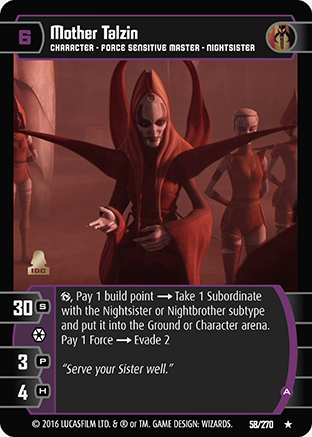 6 Mother Talzin
CHARACTER - FORCE SENSITIVE MASTER - NIGHTSISTER
IDC
30 S
3 P
4 H
, Pay 1 build point → Take 1 Subordinate
with the Nightsister or Nightbrother subtype
and put it into the Ground or Character arena.
Pay 1 Force → Evade 2
“Serve your Sister well.”
A
© 2016 LUCASFILM LTD. & ® or TM. GAME DESIGN: WIZARDS. 58/270 ★